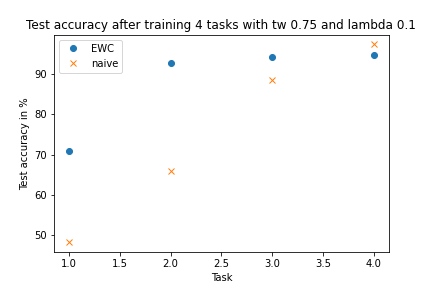 Test accuracy after training 4 tasks with tw 0.75 and lambda 0.1
EWC
naive
Test accuracy in %
90
80
70
60
50
1.0 1.5 2.0 2.5 3.0 3.5 4.0
Task